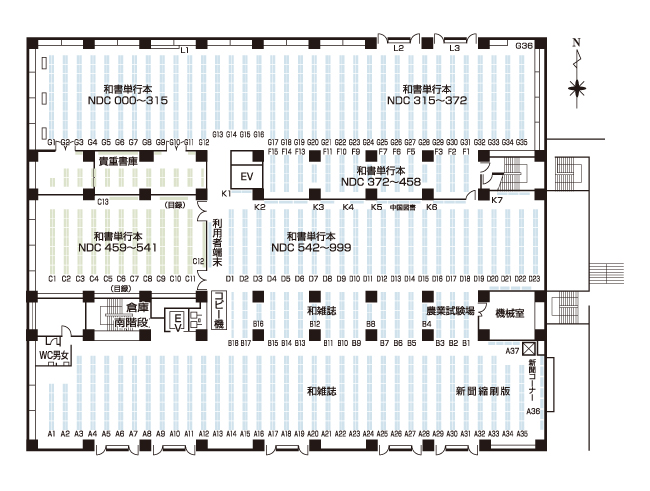 N
L1 L2 L3 G36
和書単行本
NDC 000〜315
和書単行本
NDC 315〜372
G13 G14 G15 G16
G1 G2 G3 G4 G5 G6 G7 G8 G9 G10 G11 G12
G17 G18 G19 G20 G21 G22 G23 G24 G25 G26 G27 G28 G29 G30 G31 G32 G33 G34 G35
F15 F14 F13 F11 F10 F9 F7 F6 F5 F3 F2 F1
貴重書庫
EV
和書単行本
NDC 372〜458
K1
C13
(目録)
K2 K3 K4 K5 中国図書 K6 K7
和書単行本
NDC 459〜541
利用者端末
和書単行本
NDC 542〜999
C12
C1 C2 C3 C4 C5 C6 C7 C8 C9 C10 C11
D1 D2 D3 D4 D5 D6 D7 D8 D9 D10 D11 D12 D13 D14 D15 D16 D17 D18 D19 D20 D21 D22 D23
(目録)
コピー機
倉庫
南階段
EV
和雑誌
農業試験場
機械室
B16 B12 B8 B4
B18 B17 B15 B14 B13 B11 B10 B9 B7 B6 B5 B3 B2 B1
WC男女
A37
新聞コーナー
和雑誌
新聞縮刷版
A36
A1 A2 A3 A4 A5 A6 A7 A8 A9 A10 A11 A12 A13 A14 A15 A16 A17 A18 A19 A20 A21 A22 A23 A24 A25 A26 A27 A28 A29 A30 A31 A32 A33 A34 A35